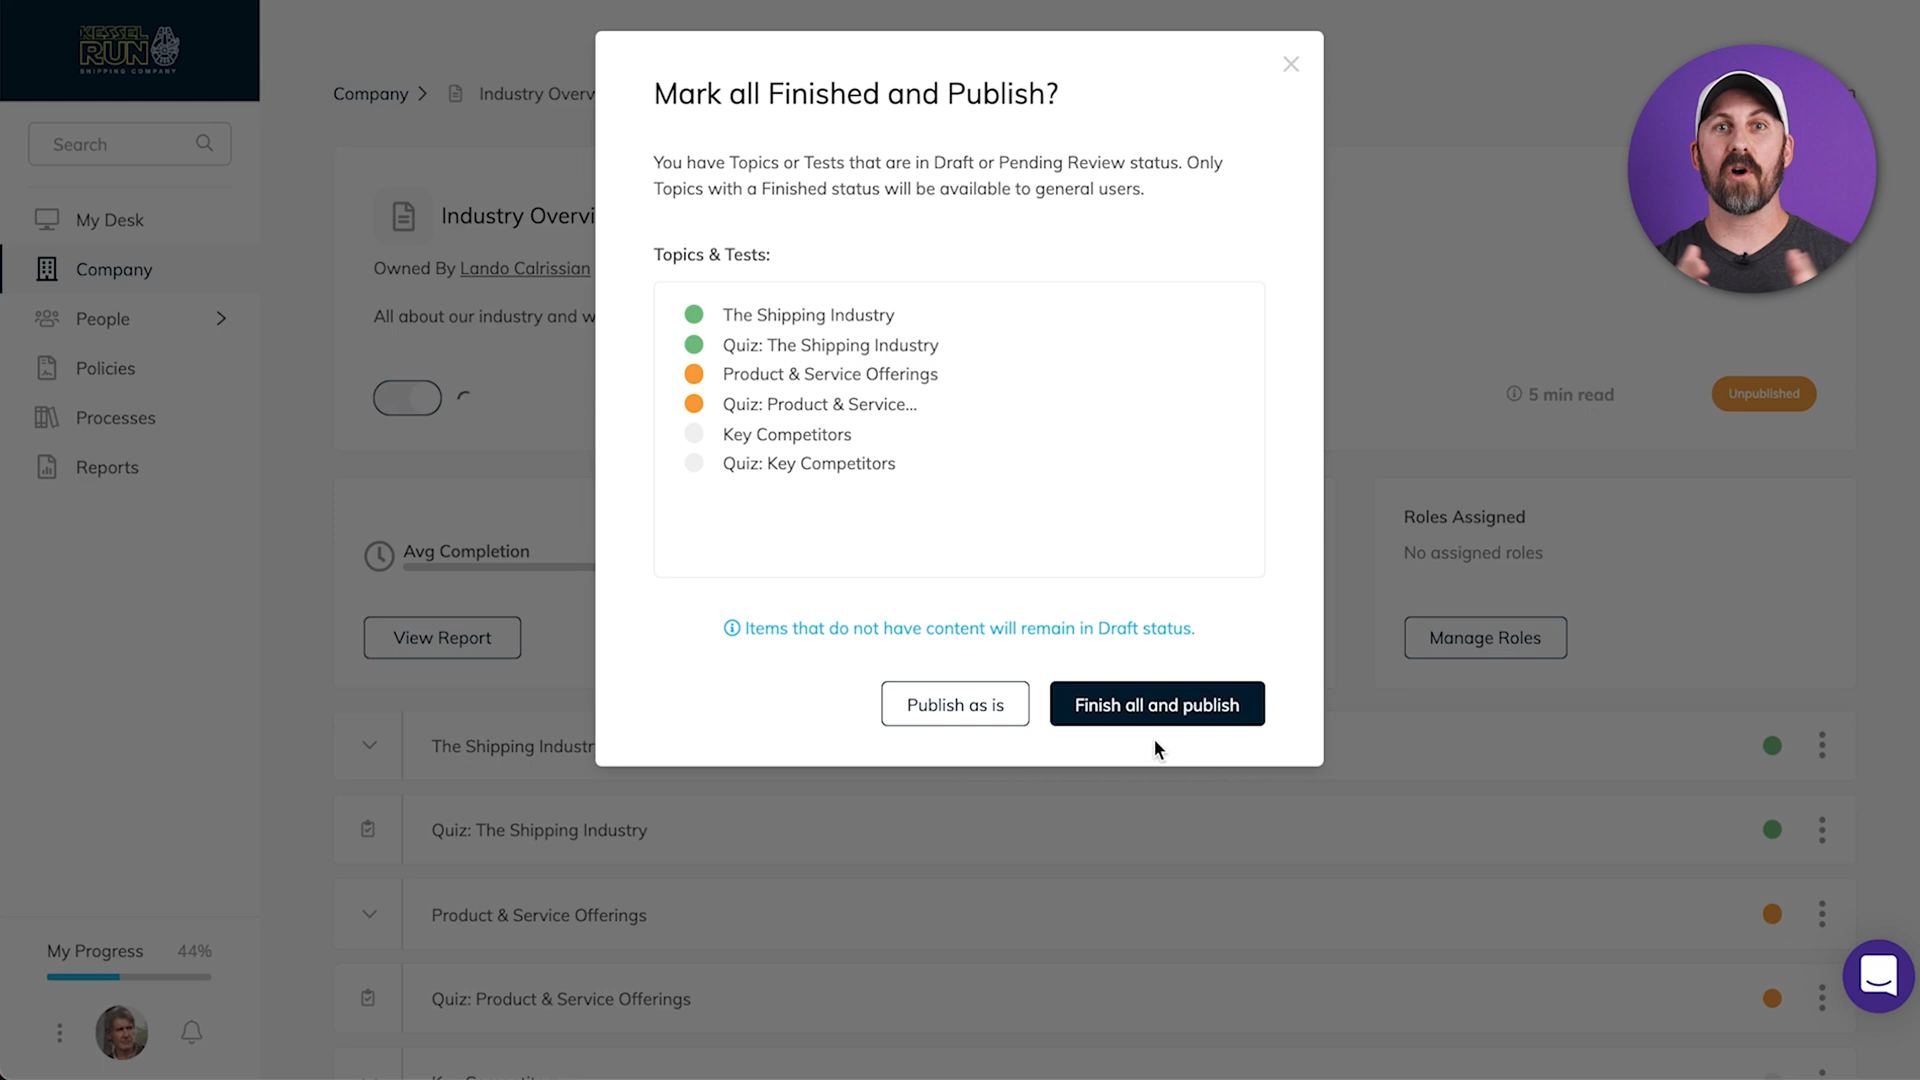 KESSEL
RUN
SHIPPING COMPANY
Search
My Desk
Company
People
Policies
Processes
Reports
My Progress 44%
Company > Industry Overv
Industry Overvi
Owned By Lando Calrissian
All about our industry and w
5 min read
Unpublished
Avg Completion
View Report
Roles Assigned
No assigned roles
Manage Roles
The Shipping Industr
Quiz: The Shipping Industry
Product & Service Offerings
Quiz: Product & Service Offerings
Mark all Finished and Publish?
You have Topics or Tests that are in Draft or Pending Review status. Only
Topics with a Finished status will be available to general users.
Topics & Tests:
The Shipping Industry
Quiz: The Shipping Industry
Product & Service Offerings
Quiz: Product & Service...
Key Competitors
Quiz: Key Competitors
Items that do not have content will remain in Draft status.
Publish as is
Finish all and publish